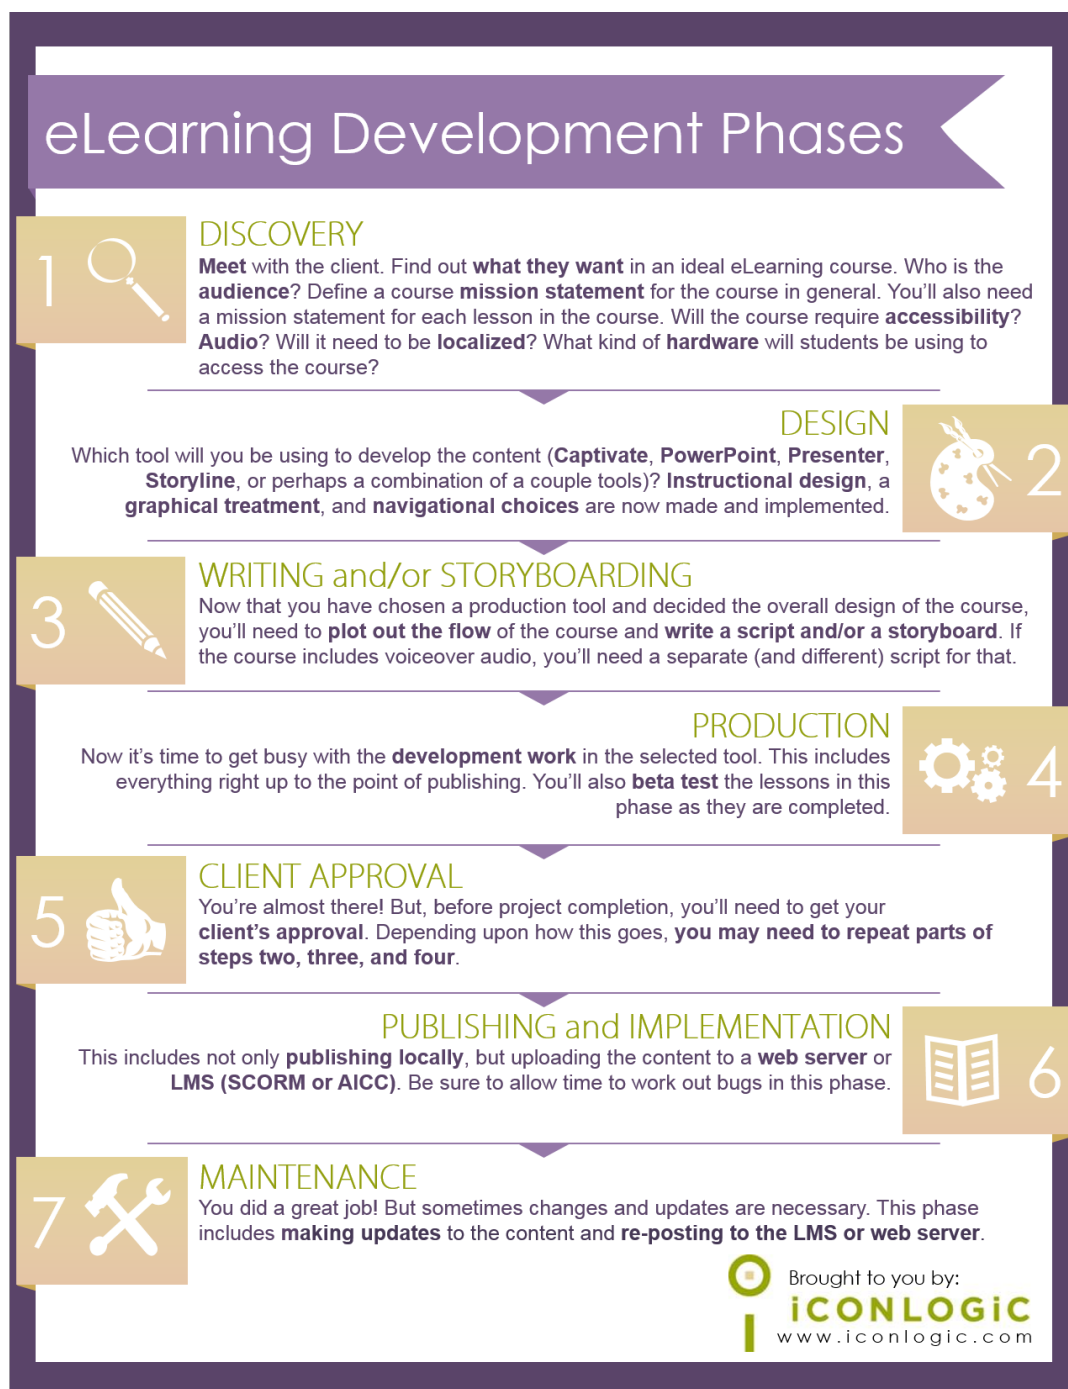 eLearning Development Phases
1
DISCOVERY
Meet with the client. Find out what they want in an ideal eLearning course. Who is the
audience? Define a course mission statement for the course in general. You’ll also need
a mission statement for each lesson in the course. Will the course require accessibility?
Audio? Will it need to be localized? What kind of hardware will students be using to
access the course?
DESIGN
2
Which tool will you be using to develop the content (Captivate, PowerPoint, Presenter,
Storyline, or perhaps a combination of a couple tools)? Instructional design, a
graphical treatment, and navigational choices are now made and implemented.
3
WRITING and/or STORYBOARDING
Now that you have chosen a production tool and decided the overall design of the course,
you’ll need to plot out the flow of the course and write a script and/or a storyboard. If
the course includes voiceover audio, you’ll need a separate (and different) script for that.
PRODUCTION
4
Now it’s time to get busy with the development work in the selected tool. This includes
everything right up to the point of publishing. You’ll also beta test the lessons in this
phase as they are completed.
5
CLIENT APPROVAL
You’re almost there! But, before project completion, you’ll need to get your
client’s approval. Depending upon how this goes, you may need to repeat parts of
steps two, three, and four.
PUBLISHING and IMPLEMENTATION
6
This includes not only publishing locally, but uploading the content to a web server or
LMS (SCORM or AICC). Be sure to allow time to work out bugs in this phase.
7
MAINTENANCE
You did a great job! But sometimes changes and updates are necessary. This phase
includes making updates to the content and re-posting to the LMS or web server.
Brought to you by:
iCONLOGiC
www.iconlogic.com